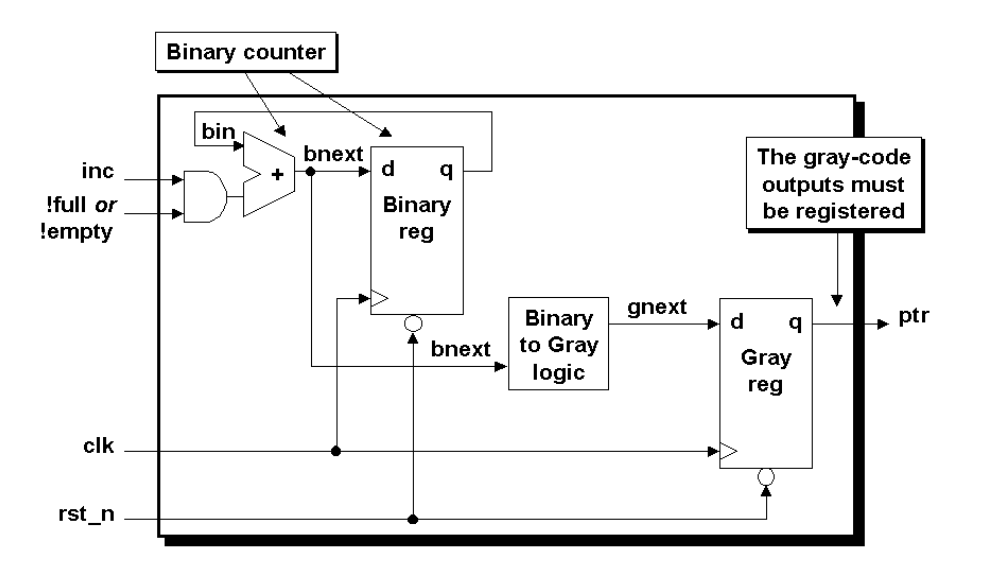 Binary counter
bin
bnext
inc
!full or
!empty
+
d
q
Binary
reg
The gray-code
outputs must
be registered
bnext
Binary
to Gray
logic
gnext
d
q
Gray
reg
ptr
clk
rst_n